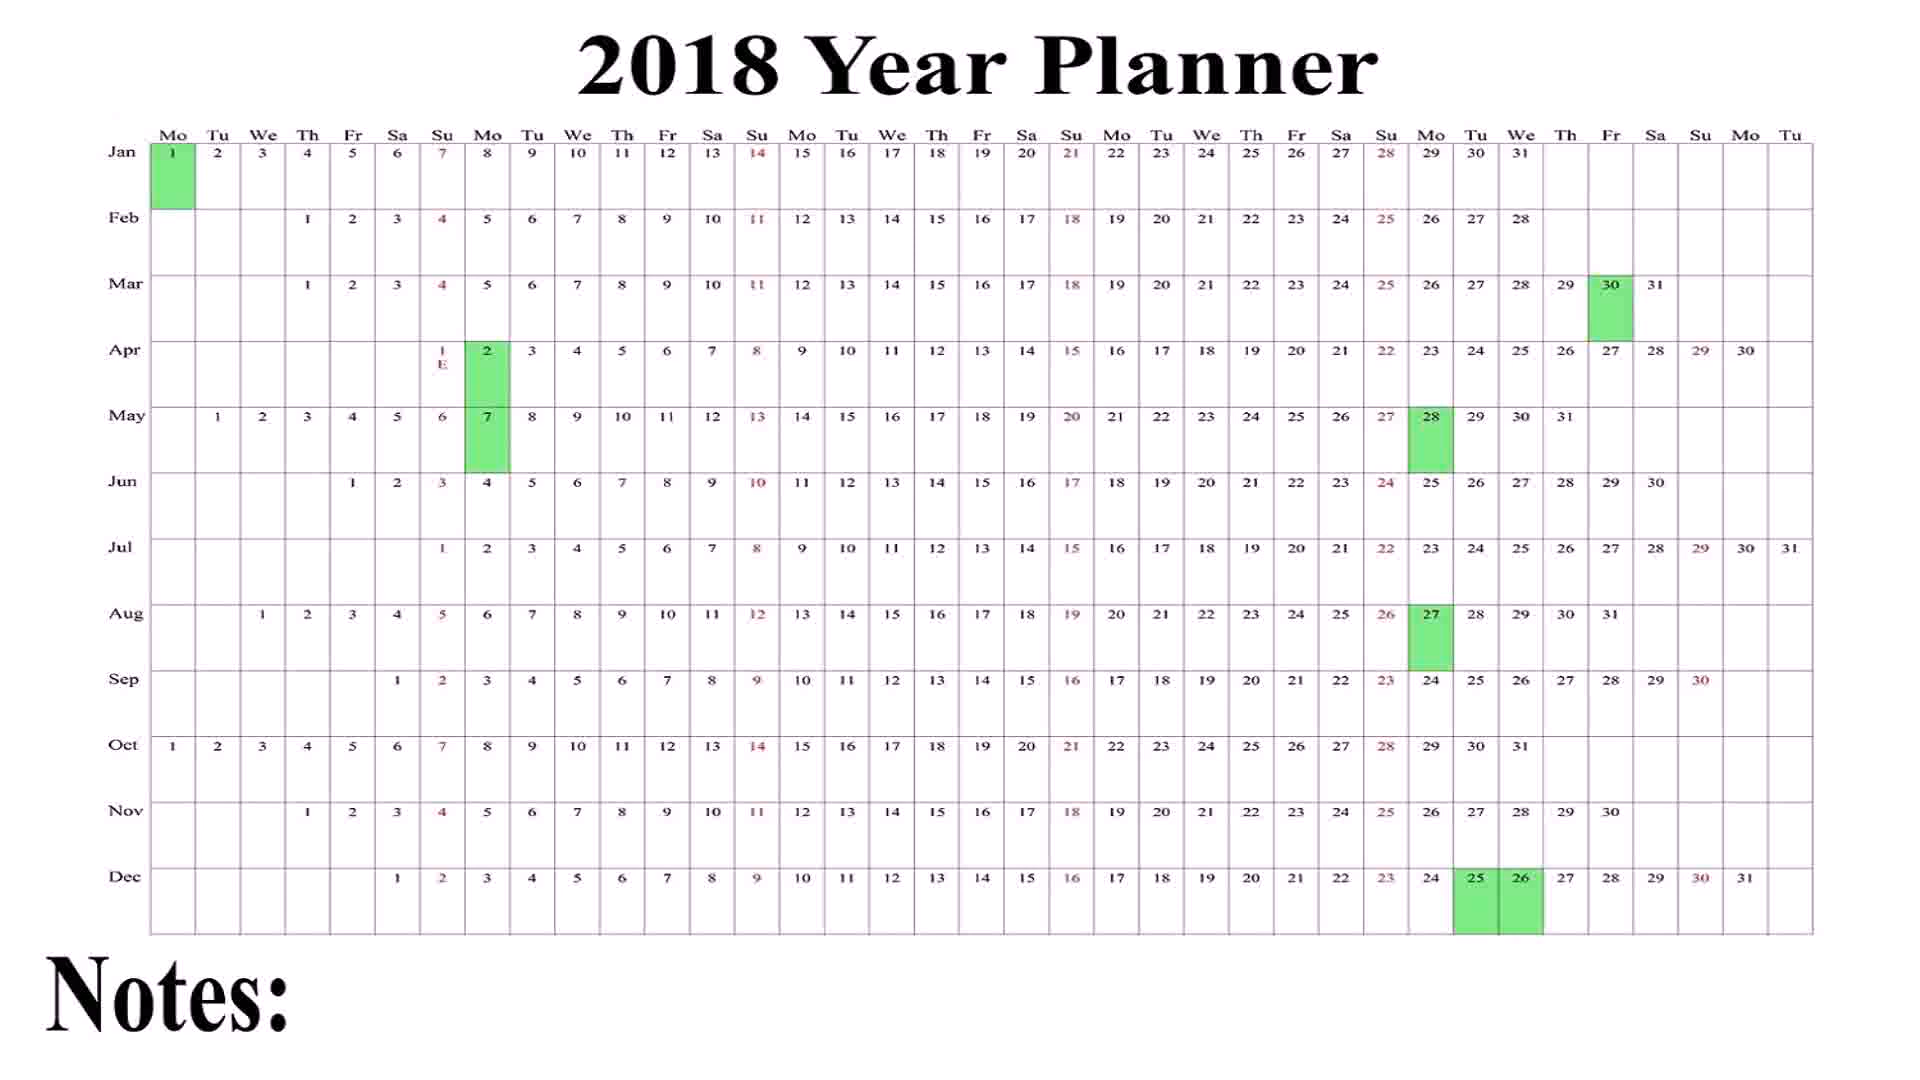 2018 Year Planner
Mo Tu We Th Fr Sa Su Mo Tu We Th Fr Sa Su Mo Tu We Th Fr Sa Su Mo Tu We Th Fr Sa Su Mo Tu We Th Fr Sa Su Mo Tu
Jan 1 2 3 4 5 6 7 8 9 10 11 12 13 14 15 16 17 18 19 20 21 22 23 24 25 26 27 28 29 30 31
Feb 1 2 3 4 5 6 7 8 9 10 11 12 13 14 15 16 17 18 19 20 21 22 23 24 25 26 27 28
Mar 1 2 3 4 5 6 7 8 9 10 11 12 13 14 15 16 17 18 19 20 21 22 23 24 25 26 27 28 29 30 31
Apr 1 2 3 4 5 6 7 8 9 10 11 12 13 14 15 16 17 18 19 20 21 22 23 24 25 26 27 28 29 30
E
May 1 2 3 4 5 6 7 8 9 10 11 12 13 14 15 16 17 18 19 20 21 22 23 24 25 26 27 28 29 30 31
Jun 1 2 3 4 5 6 7 8 9 10 11 12 13 14 15 16 17 18 19 20 21 22 23 24 25 26 27 28 29 30
Jul 1 2 3 4 5 6 7 8 9 10 11 12 13 14 15 16 17 18 19 20 21 22 23 24 25 26 27 28 29 30 31
Aug 1 2 3 4 5 6 7 8 9 10 11 12 13 14 15 16 17 18 19 20 21 22 23 24 25 26 27 28 29 30 31
Sep 1 2 3 4 5 6 7 8 9 10 11 12 13 14 15 16 17 18 19 20 21 22 23 24 25 26 27 28 29 30
Oct 1 2 3 4 5 6 7 8 9 10 11 12 13 14 15 16 17 18 19 20 21 22 23 24 25 26 27 28 29 30 31
Nov 1 2 3 4 5 6 7 8 9 10 11 12 13 14 15 16 17 18 19 20 21 22 23 24 25 26 27 28 29 30
Dec 1 2 3 4 5 6 7 8 9 10 11 12 13 14 15 16 17 18 19 20 21 22 23 24 25 26 27 28 29 30 31
Notes: